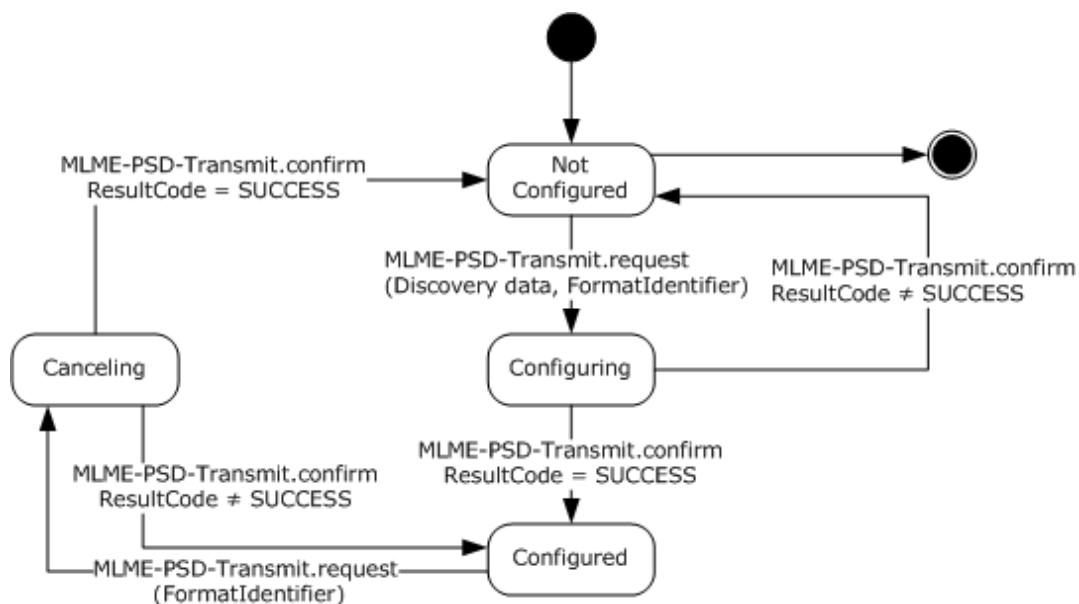 MLME-PSD-Transmit.confirm
ResultCode = SUCCESS
Not
Configured
MLME-PSD-Transmit.request
(Discovery data, FormatIdentifier)
MLME-PSD-Transmit.confirm
ResultCode ≠ SUCCESS
Canceling
Configuring
MLME-PSD-Transmit.confirm
ResultCode = SUCCESS
MLME-PSD-Transmit.confirm
ResultCode ≠ SUCCESS
Configured
MLME-PSD-Transmit.request
(FormatIdentifier)